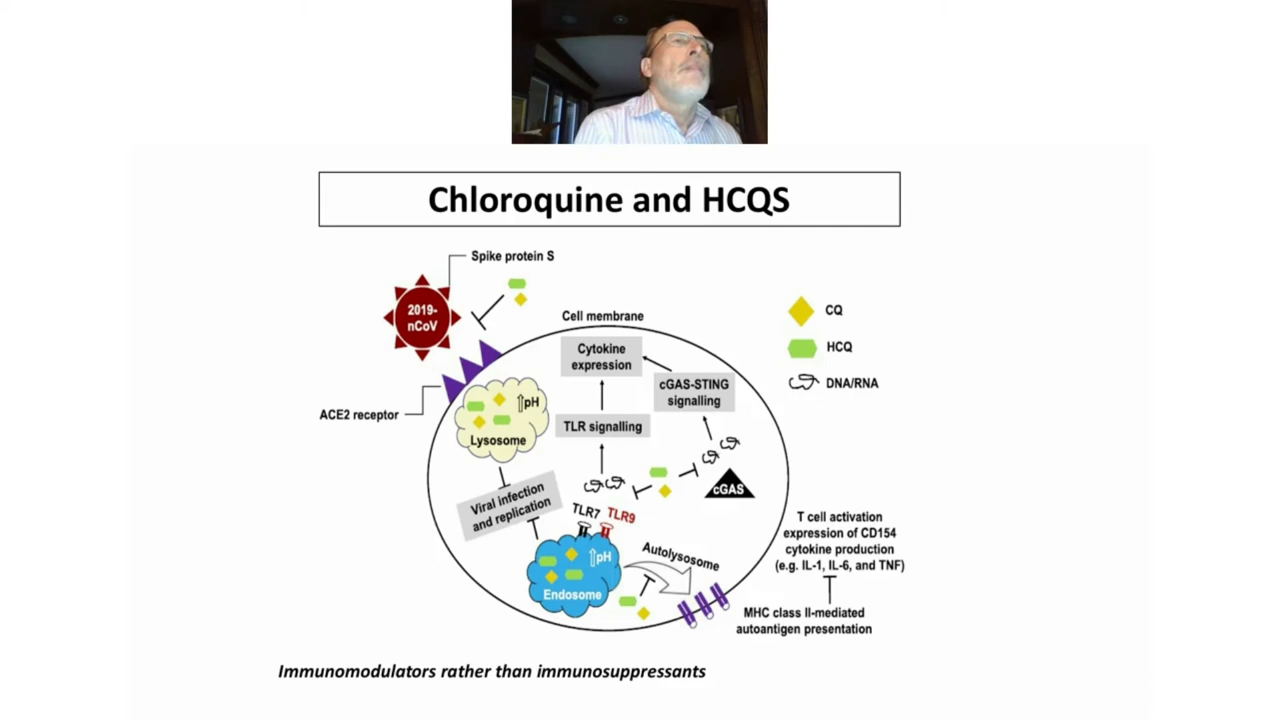 Chloroquine and HCQS
Spike protein S
2019-
nCoV
Cell membrane
CQ
Cytokine
expression
HCQ
cGAS-STING
signalling
DNA/RNA
ACE2 receptor
pH
Lysosome
TLR signalling
Viral infection
and replication
cGAS
TLR7 TLR9
pH
Endosome
Autolysosome
T cell activation
expression of CD154
cytokine production
(e.g. IL-1, IL-6, and TNF)
MHC class II-mediated
autoantigen presentation
Immunomodulators rather than immunosuppressants